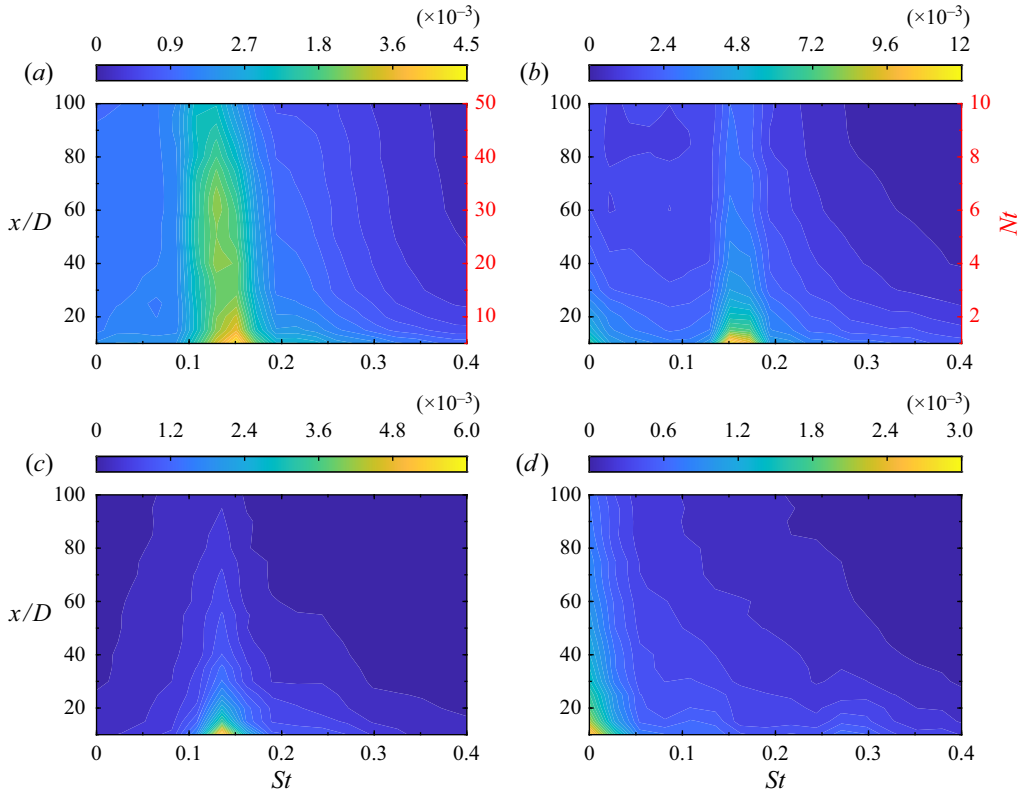 (×10⁻³) (×10⁻³)
0 0.9 2.7 1.8 3.6 4.5 0 2.4 4.8 7.2 9.6 12
(a) (b)
100 50 100 10
80 40 80 8
x/D 60 30 60 6 Nt
40 20 40 4
20 10 20 2
0 0.1 0.2 0.3 0.4 0 0.1 0.2 0.3 0.4
(×10⁻³) (×10⁻³)
0 1.2 2.4 3.6 4.8 6.0 0 0.6 1.2 1.8 2.4 3.0
(c) (d)
100 100
80 80
x/D 60 60
40 40
20 20
0 0.1 0.2 0.3 0.4 0 0.1 0.2 0.3 0.4
St St